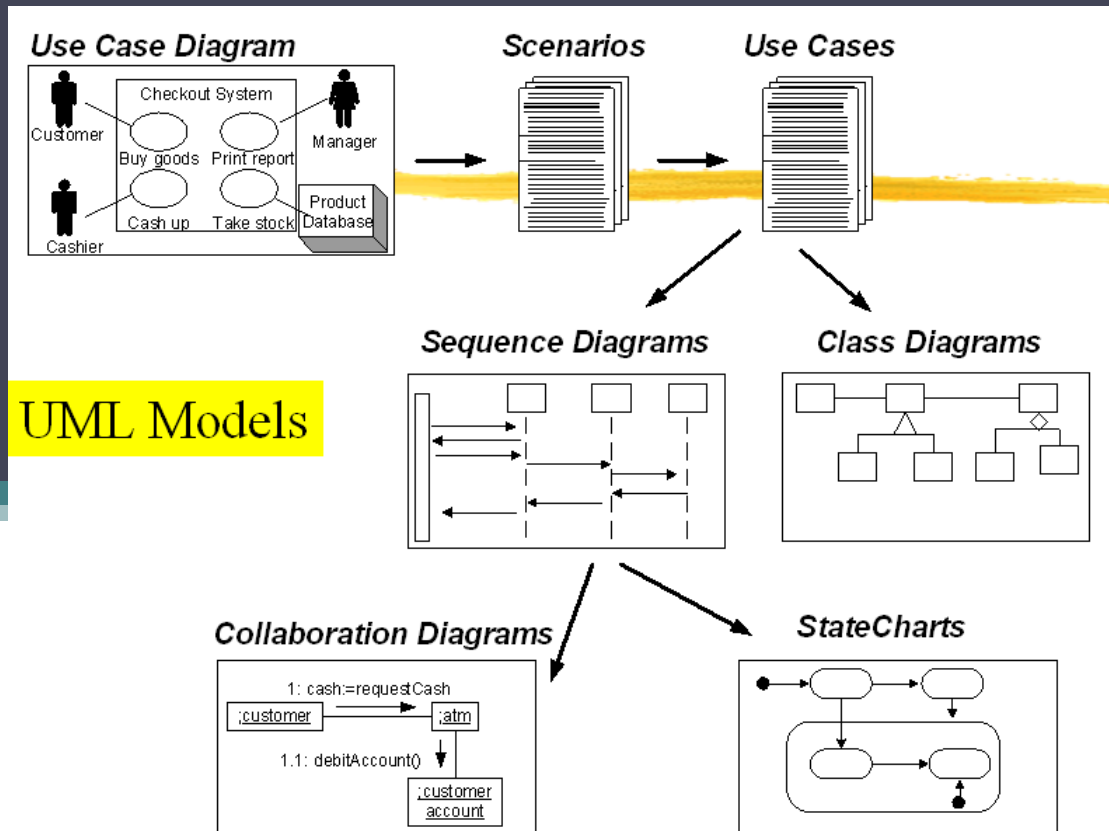 Use Case Diagram
Scenarios
Use Cases
Checkout System
Customer
Manager
Buy goods
Print report
Cashier
Cash up
Take stock
Product
Database
Sequence Diagrams
Class Diagrams
UML Models
Collaboration Diagrams
StateCharts
1: cash:=requestCash
;customer
;atm
1.1: debitAccount()
;customer
account